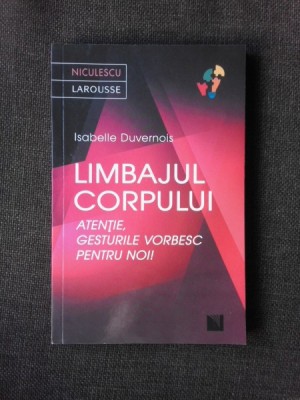 NICULESCU
LAROUSSE
Isabelle Duvernois
LIMBAJUL
CORPULUI
ATENȚIE,
GESTURILE VORBESC
PENTRU NOI!
N